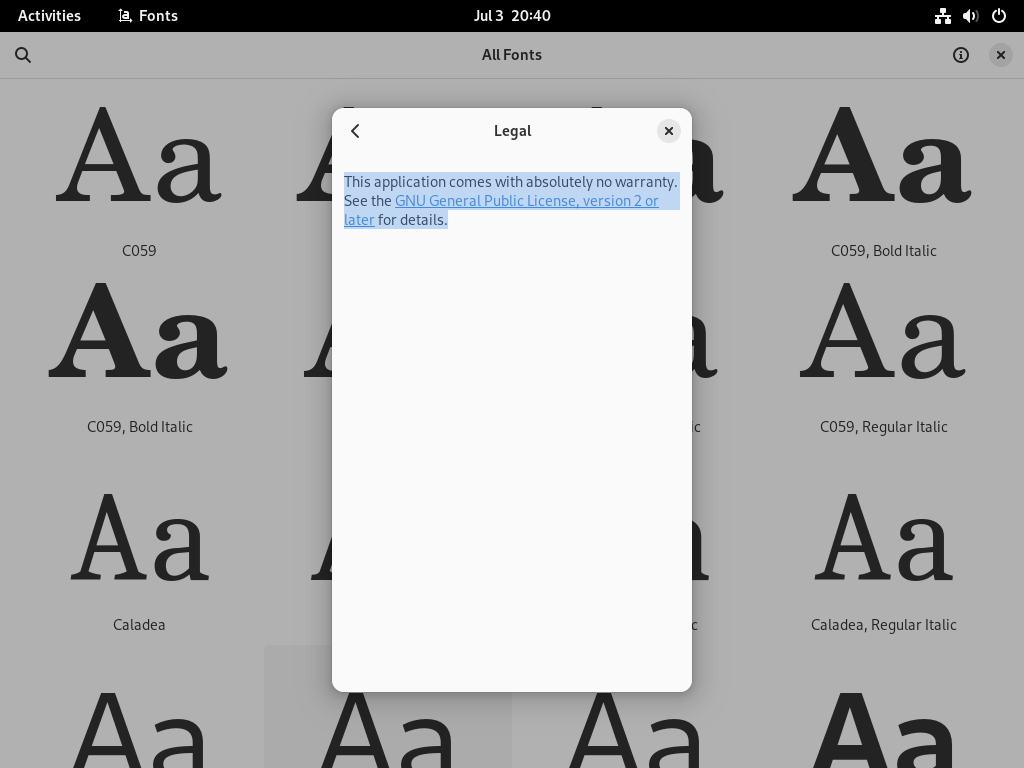 Activities
Fonts
Jul 3 20:40
All Fonts
Aa
Aa
C059
C059, Bold Italic
Legal
This application comes with absolutely no warranty.
See the GNU General Public License, version 2 or
later for details.
Aa
Aa
C059, Bold Italic
C059, Regular Italic
Aa
Aa
Caladea
Caladea, Regular Italic
Aa
Aa
Aa
Aa